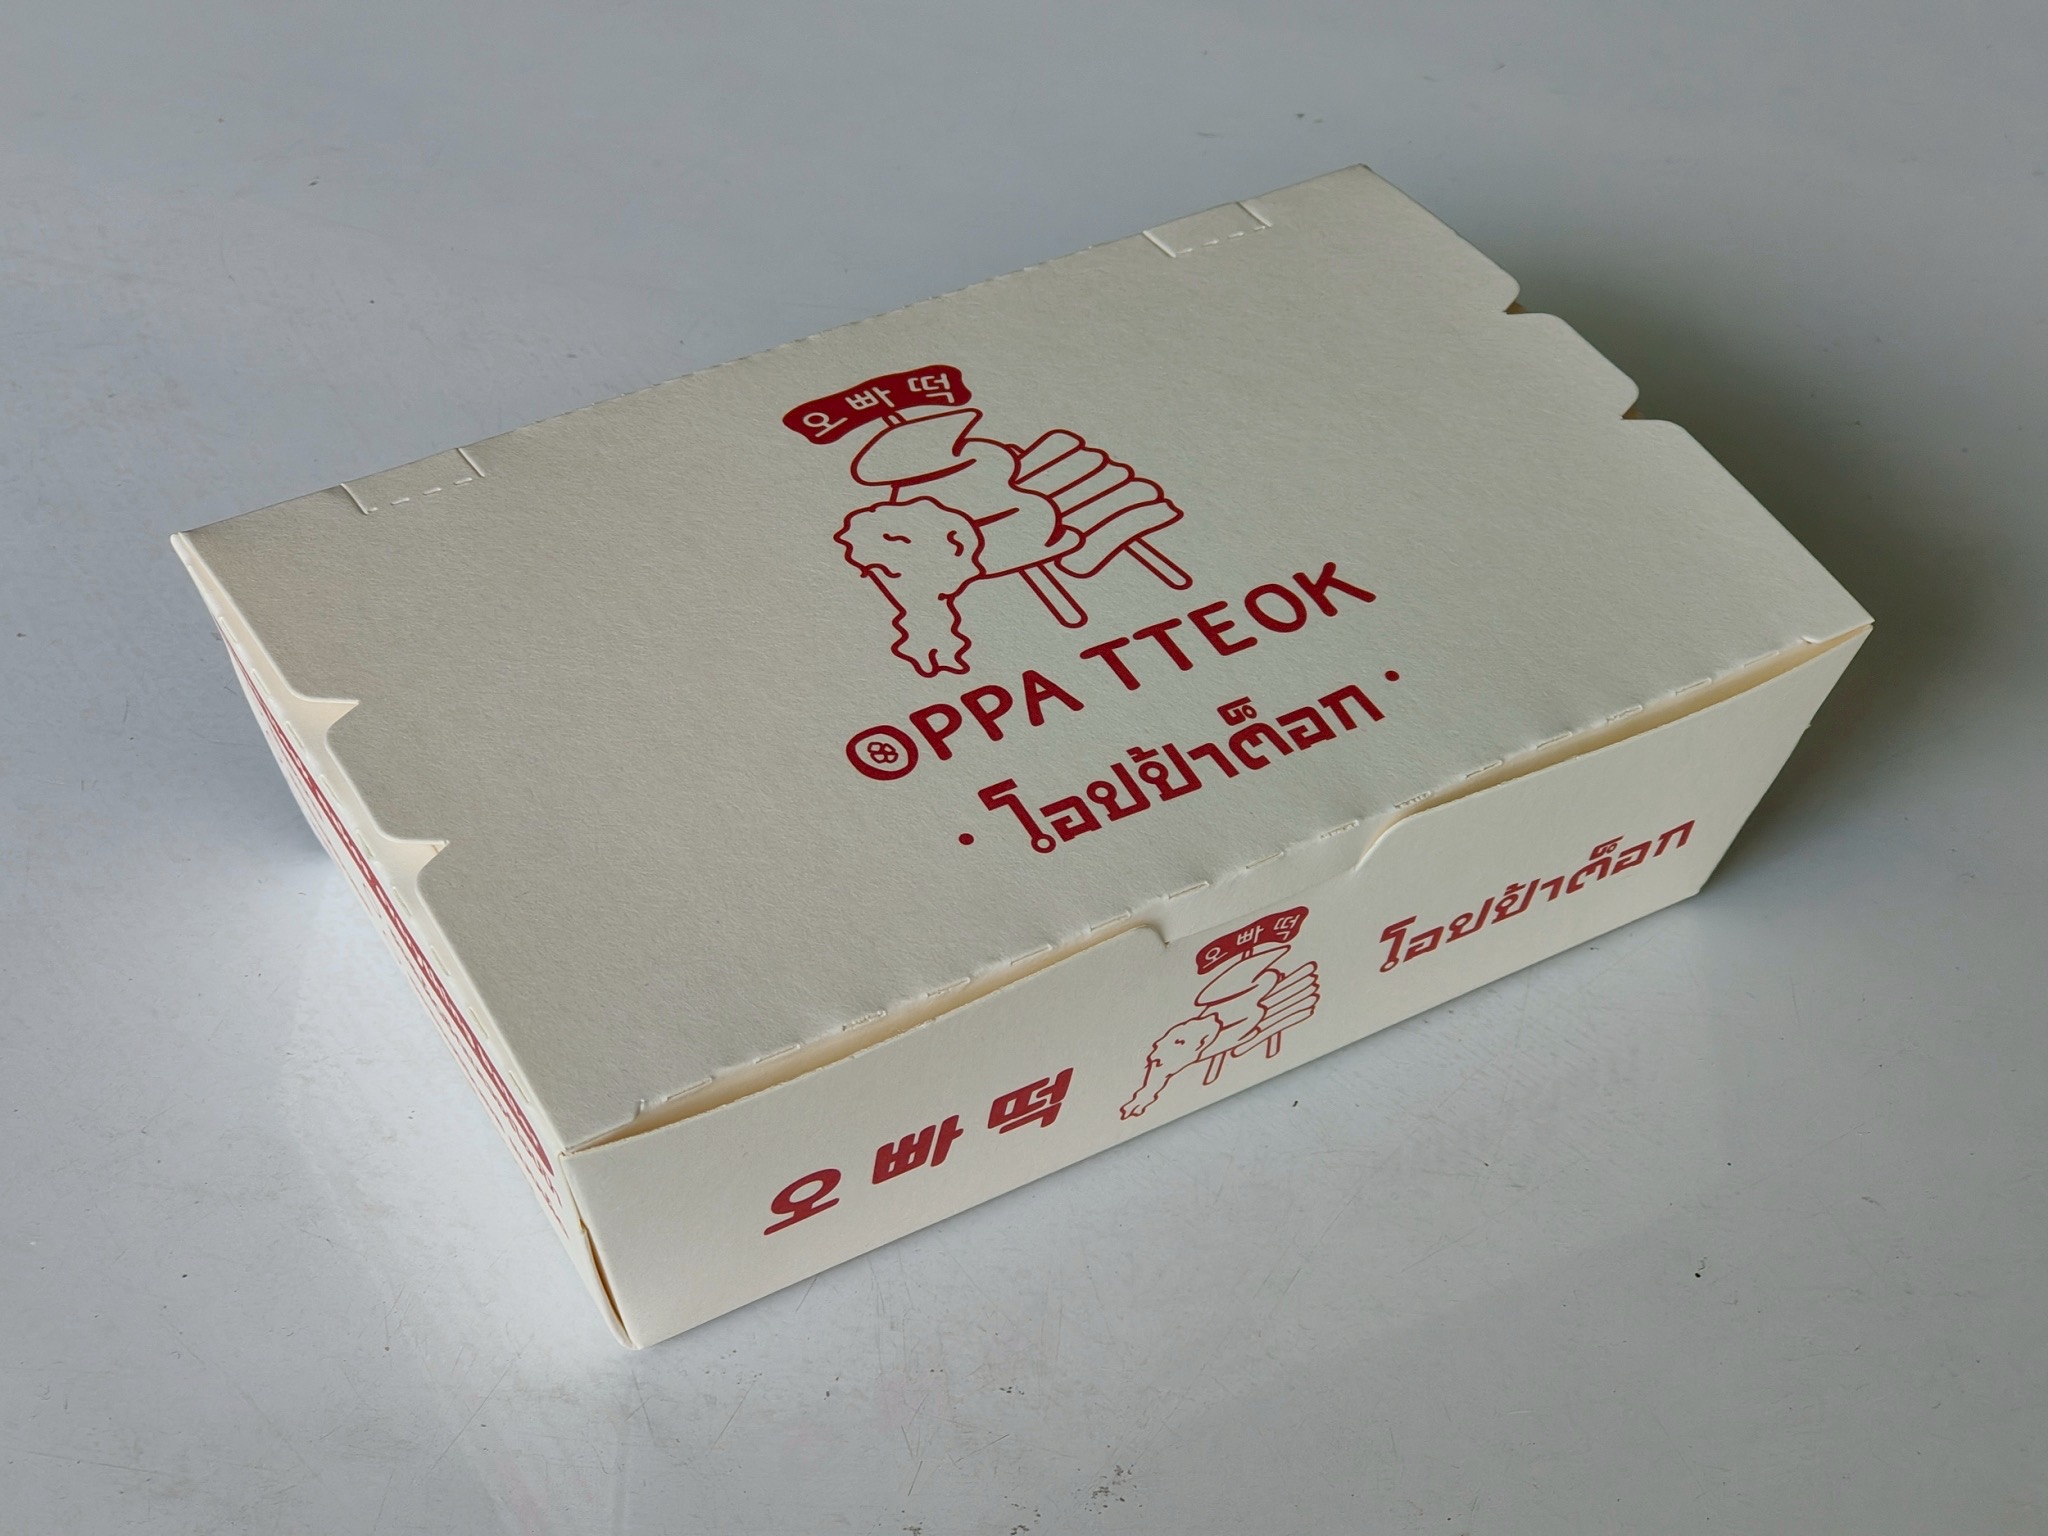 오빠떡
OPPA TTEOK
• โอปป้าต็อก •
오빠떡
오빠떡
โอปป้าต็อก